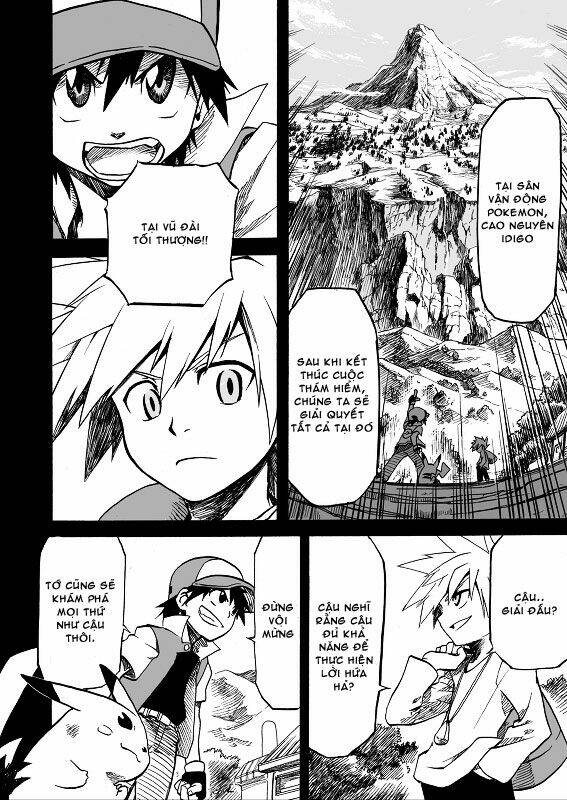 TẠI SÂN
VẬN ĐỘNG
POKEMON,
CAO NGUYÊN
IDIGO
SAU KHI KẾT
THÚC CUỘC
THÁM HIỂM,
CHÚNG TA SẼ
GIẢI QUYẾT
TẤT CẢ TẠI ĐÓ
TẠI VŨ ĐÀI
TỐI THƯỢNG!!
CẬU..
GIẢI ĐẤU?
CẬU NGHĨ
RẰNG CẬU
ĐỦ KHẢ
NĂNG ĐỂ
THỰC HIỆN
LỜI HỨA
HẢ?
ĐỪNG
VỘI
MỪNG
TỚ CŨNG SẼ
KHÁM PHÁ
MỌI THỨ
NHƯ CẬU
THÔI.